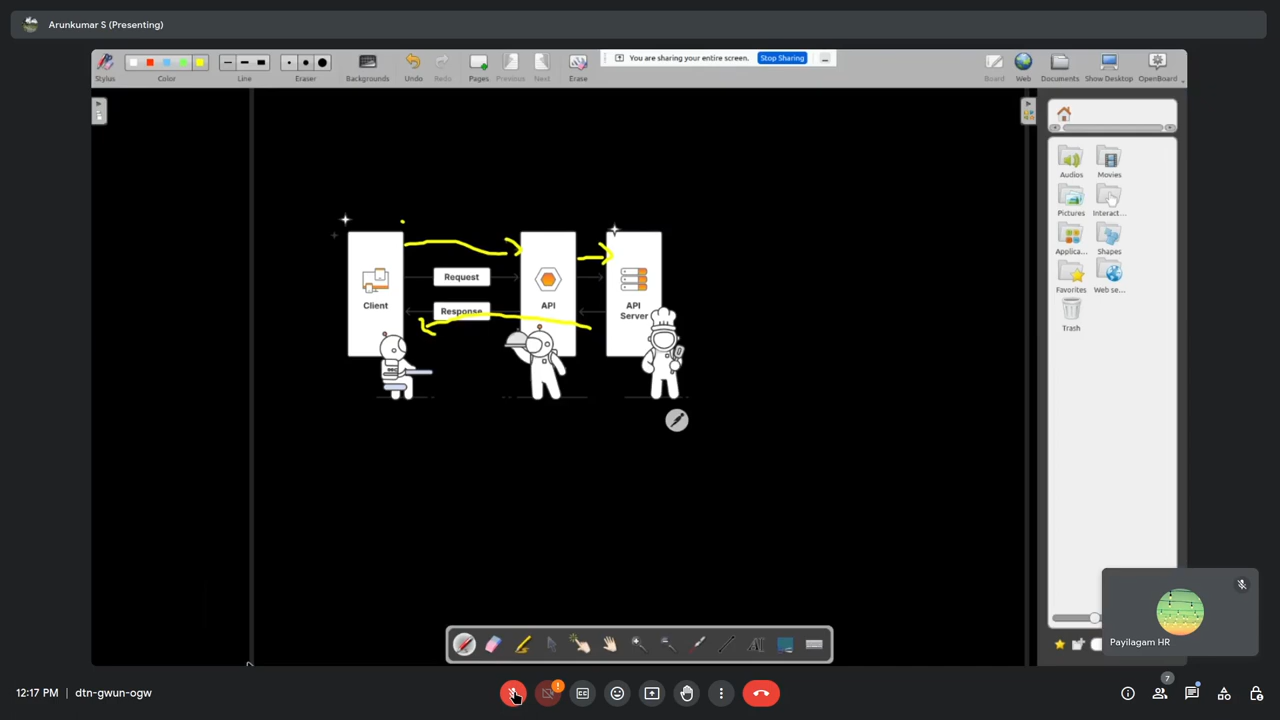 Arunkumar S (Presenting)
Stylus
Color
Line
Eraser
Backgrounds
Undo
Redo
Pages
Previous
Next
Erase
You are sharing your entire screen.
Stop Sharing
Board
Web
Documents
Show Desktop
OpenBoard
Audios
Movies
Pictures
Interact...
Applica...
Shapes
Favorites
Web se...
Trash
Client
Request
Response
API
API
Server
Payilagam HR
12:17 PM
dtn-gwun-ogw
7